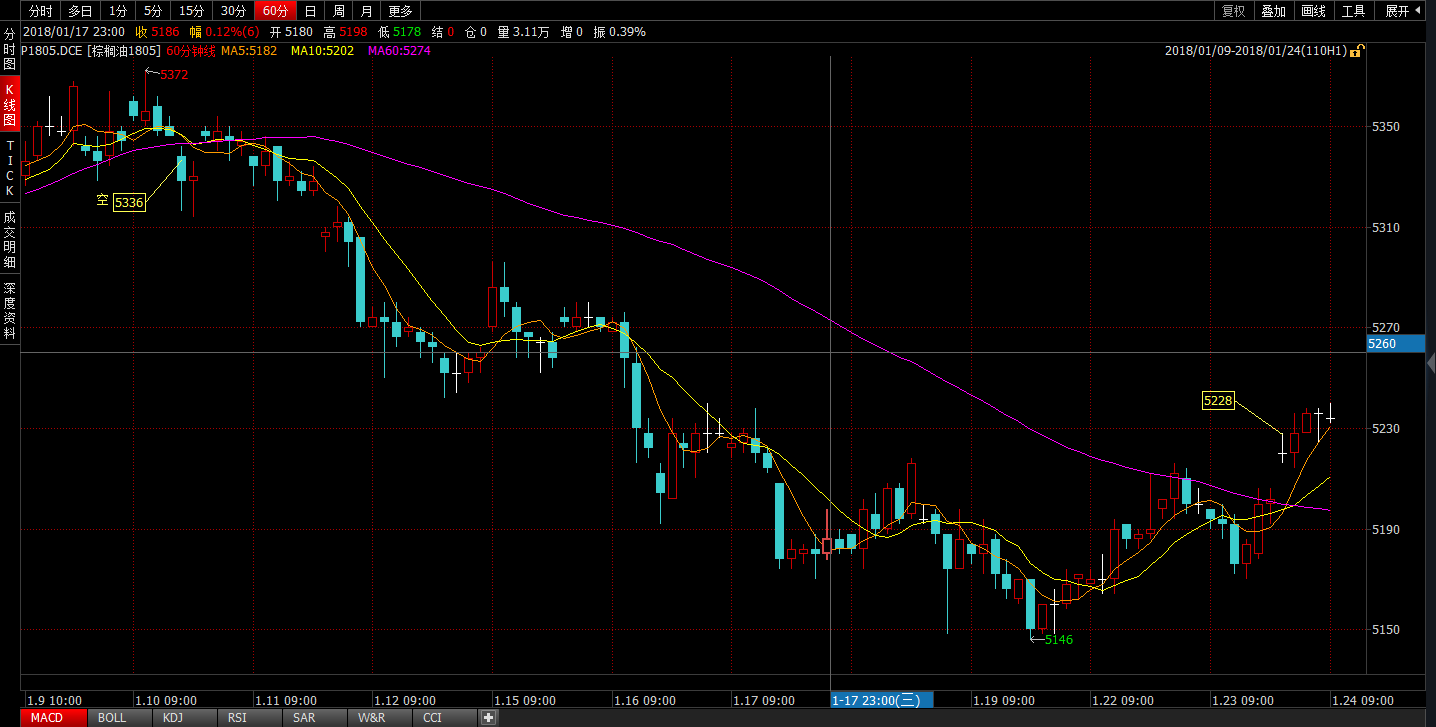 分时 多日 1分 5分 15分 30分 60分 日 周 月 更多 复权 叠加 画线 工具 展开
2018/01/17 23:00 收 5186 幅 0.12%(6) 开 5180 高 5198 低 5178 结 0 仓 0 量 3.11万 增 0 振 0.39%
P1805.DCE [棕榈油1805] 60分钟线 MA5:5182 MA10:5202 MA60:5274 2018/01/09-2018/01/24(110H1)
分时图
K线图
TICK
成交明细
深度资料
5372
5350
空 5336
5310
5270
5260
5228
5230
5190
5150
5146
1.9 10:00 1.10 09:00 1.11 09:00 1.12 09:00 1.15 09:00 1.16 09:00 1.17 09:00 1-17 23:00(三) 1.19 09:00 1.22 09:00 1.23 09:00 1.24 09:00
MACD BOLL KDJ RSI SAR W&R CCI